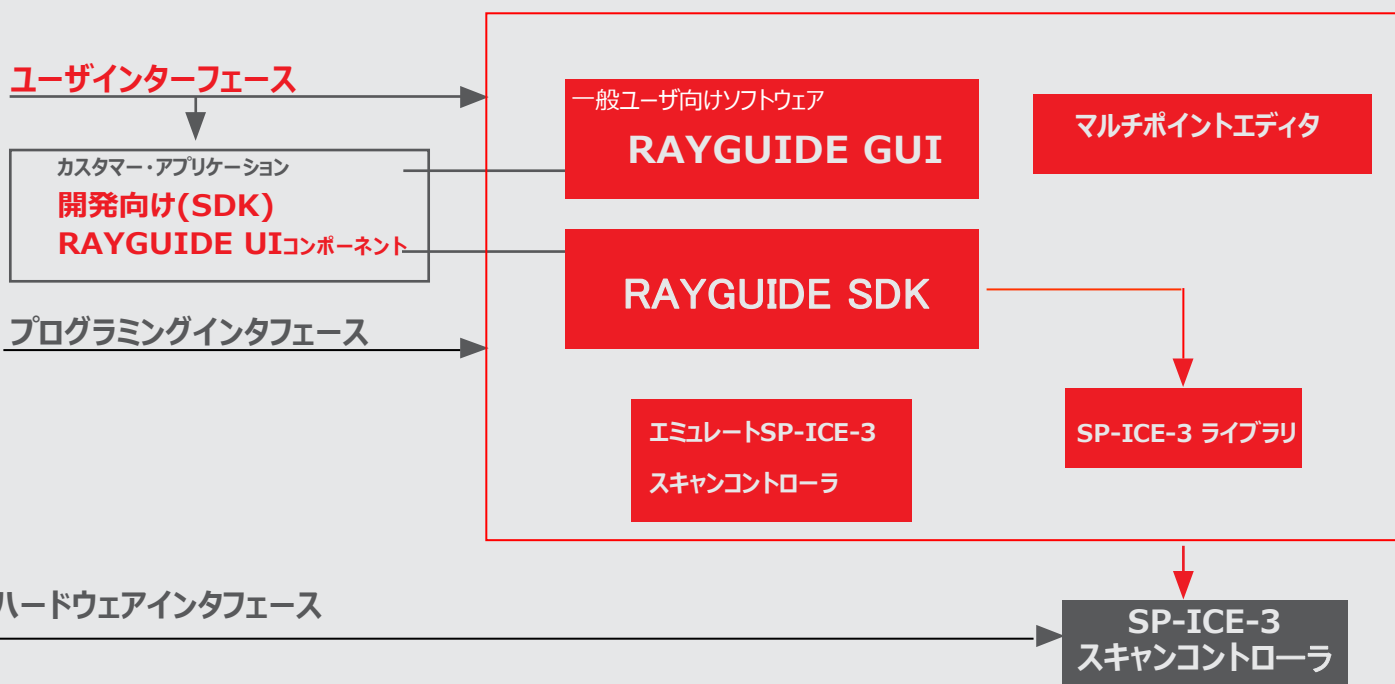 ユーザインターフェース
カスタマー・アプリケーション
開発向け(SDK)
RAYGUIDE UIコンポーネント
プログラミングインタフェース
一般ユーザ向けソフトウェア
RAYGUIDE GUI
マルチポイントエディタ
RAYGUIDE SDK
エミュレートSP-ICE-3
スキャンコントローラ
SP-ICE-3 ライブラリ
ハードウェアインタフェース
SP-ICE-3
スキャンコントローラ